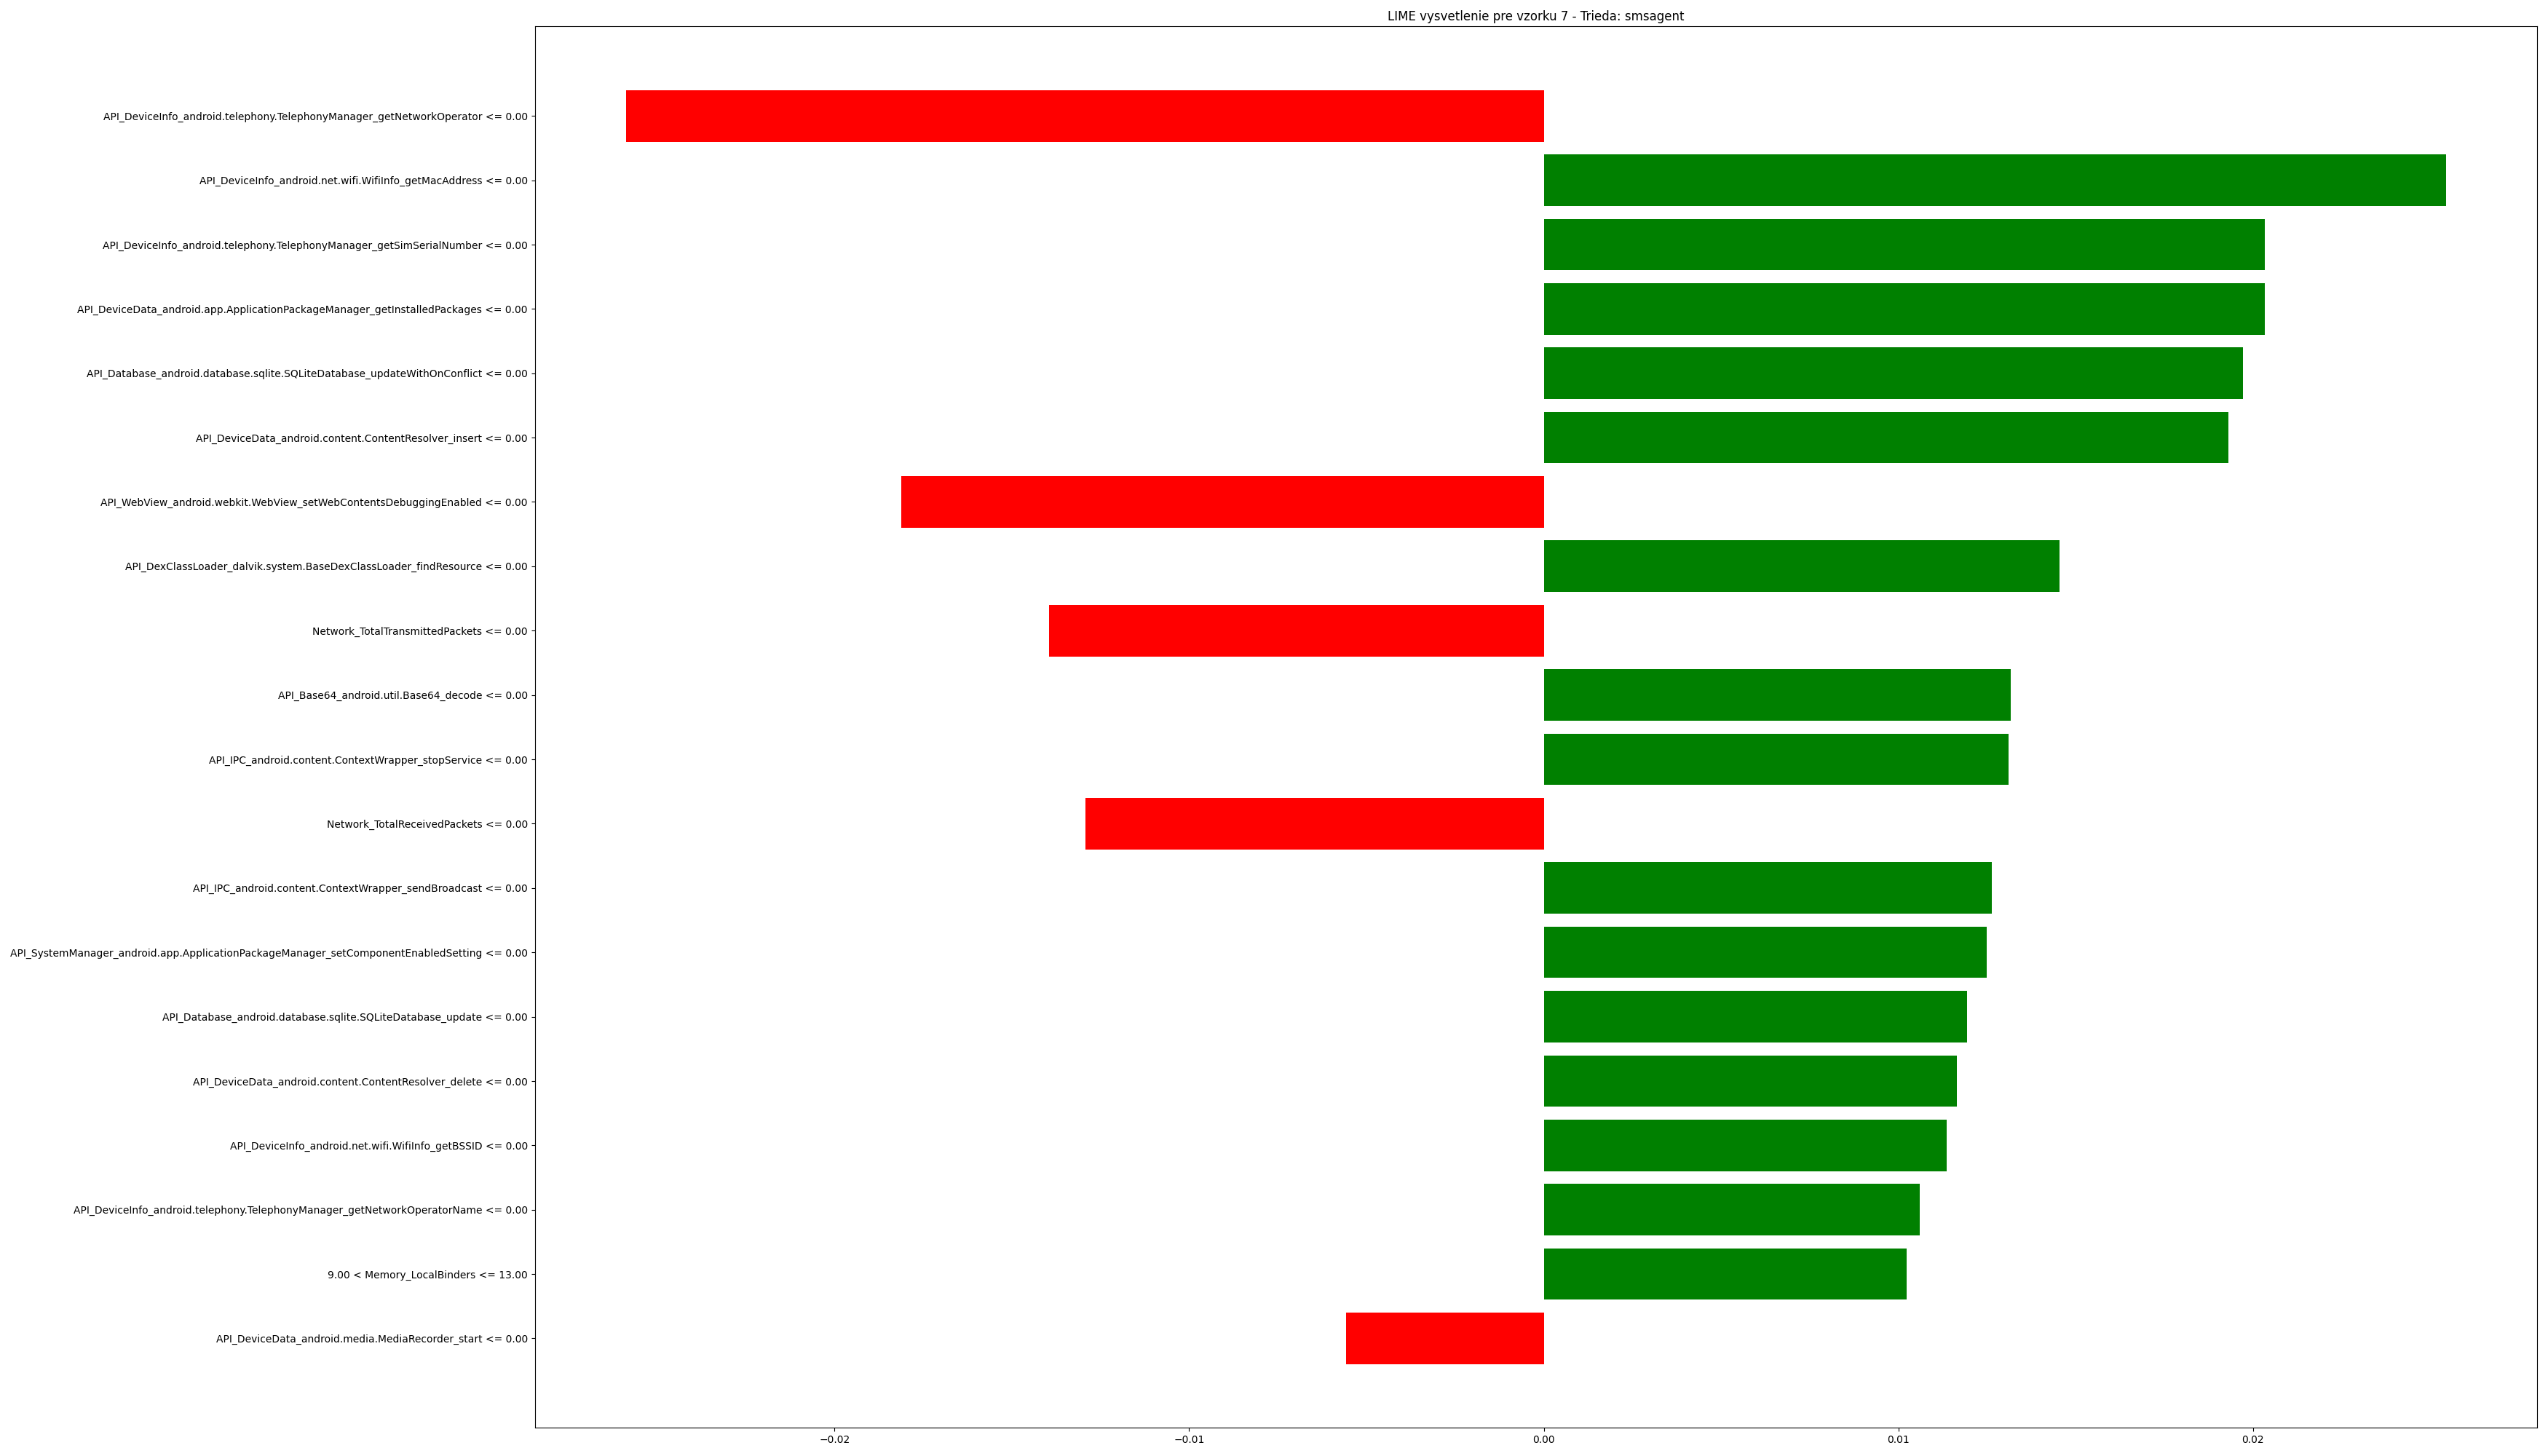 LIME vysvetlenie pre vzorku 7 - Trieda: smsagent
API_DeviceInfo_android.telephony.TelephonyManager_getNetworkOperator <= 0.00
API_DeviceInfo_android.net.wifi.WifiInfo_getMacAddress <= 0.00
API_DeviceInfo_android.telephony.TelephonyManager_getSimSerialNumber <= 0.00
API_DeviceData_android.app.ApplicationPackageManager_getInstalledPackages <= 0.00
API_Database_android.database.sqlite.SQLiteDatabase_updateWithOnConflict <= 0.00
API_DeviceData_android.content.ContentResolver_insert <= 0.00
API_WebView_android.webkit.WebView_setWebContentsDebuggingEnabled <= 0.00
API_DexClassLoader_dalvik.system.BaseDexClassLoader_findResource <= 0.00
Network_TotalTransmittedPackets <= 0.00
API_Base64_android.util.Base64_decode <= 0.00
API_IPC_android.content.ContextWrapper_stopService <= 0.00
Network_TotalReceivedPackets <= 0.00
API_IPC_android.content.ContextWrapper_sendBroadcast <= 0.00
API_SystemManager_android.app.ApplicationPackageManager_setComponentEnabledSetting <= 0.00
API_Database_android.database.sqlite.SQLiteDatabase_update <= 0.00
API_DeviceData_android.content.ContentResolver_delete <= 0.00
API_DeviceInfo_android.net.wifi.WifiInfo_getBSSID <= 0.00
API_DeviceInfo_android.telephony.TelephonyManager_getNetworkOperatorName <= 0.00
9.00 < Memory_LocalBinders <= 13.00
API_DeviceData_android.media.MediaRecorder_start <= 0.00
−0.02 −0.01 0.00 0.01 0.02